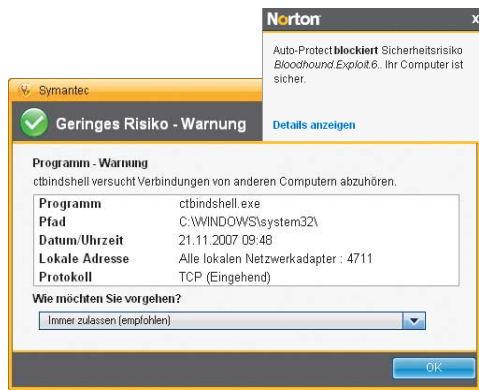 Norton
x
Auto-Protect blockiert Sicherheitsrisiko
Bloodhound.Exploit.6.. Ihr Computer ist
sicher.
Details anzeigen
Symantec
Geringes Risiko - Warnung
Programm - Warnung
ctbindshell versucht Verbindungen von anderen Computern abzuhören.
Programm ctbindshell.exe
Pfad C:\WINDOWS\system32\
Datum/Uhrzeit 21.11.2007 09:48
Lokale Adresse Alle lokalen Netzwerkadapter : 4711
Protokoll TCP (Eingehend)
Wie möchten Sie vorgehen?
Immer zulassen (empfohlen)
OK